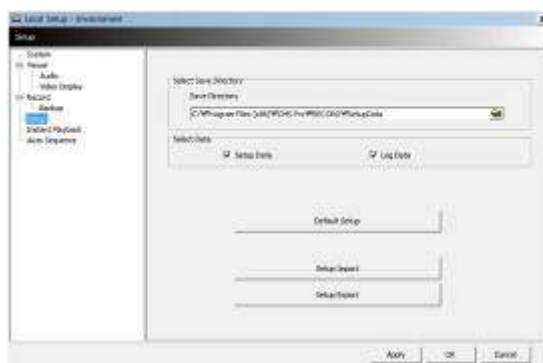 Local Setup - Environment
Setup
System
Viewer
Audio
Video Display
Record
Backup
Setup
Instant Playback
Auto Sequence
Select Save Directory
Save Directory
Select Data
Setup Data
Log Data
Default Setup
Setup Import
Setup Export
Apply
OK
Cancel